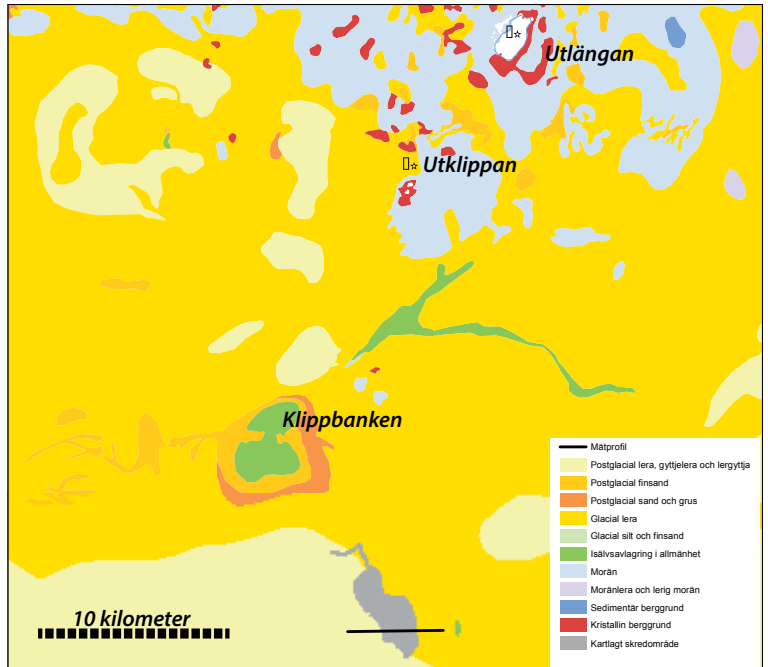 Utlängan
Utklippan
Klippbanken
Mätprofil
Postglacial lera, gyttjelera och lergyttja
Postglacial finsand
Postglacial sand och grus
Glacial lera
Glacial silt och finsand
Isälvsavlagring i allmänhet
Morän
Moränlera och lerig morän
Sedimentär berggrund
Kristallin berggrund
Kartlagt skredområde
10 kilometer